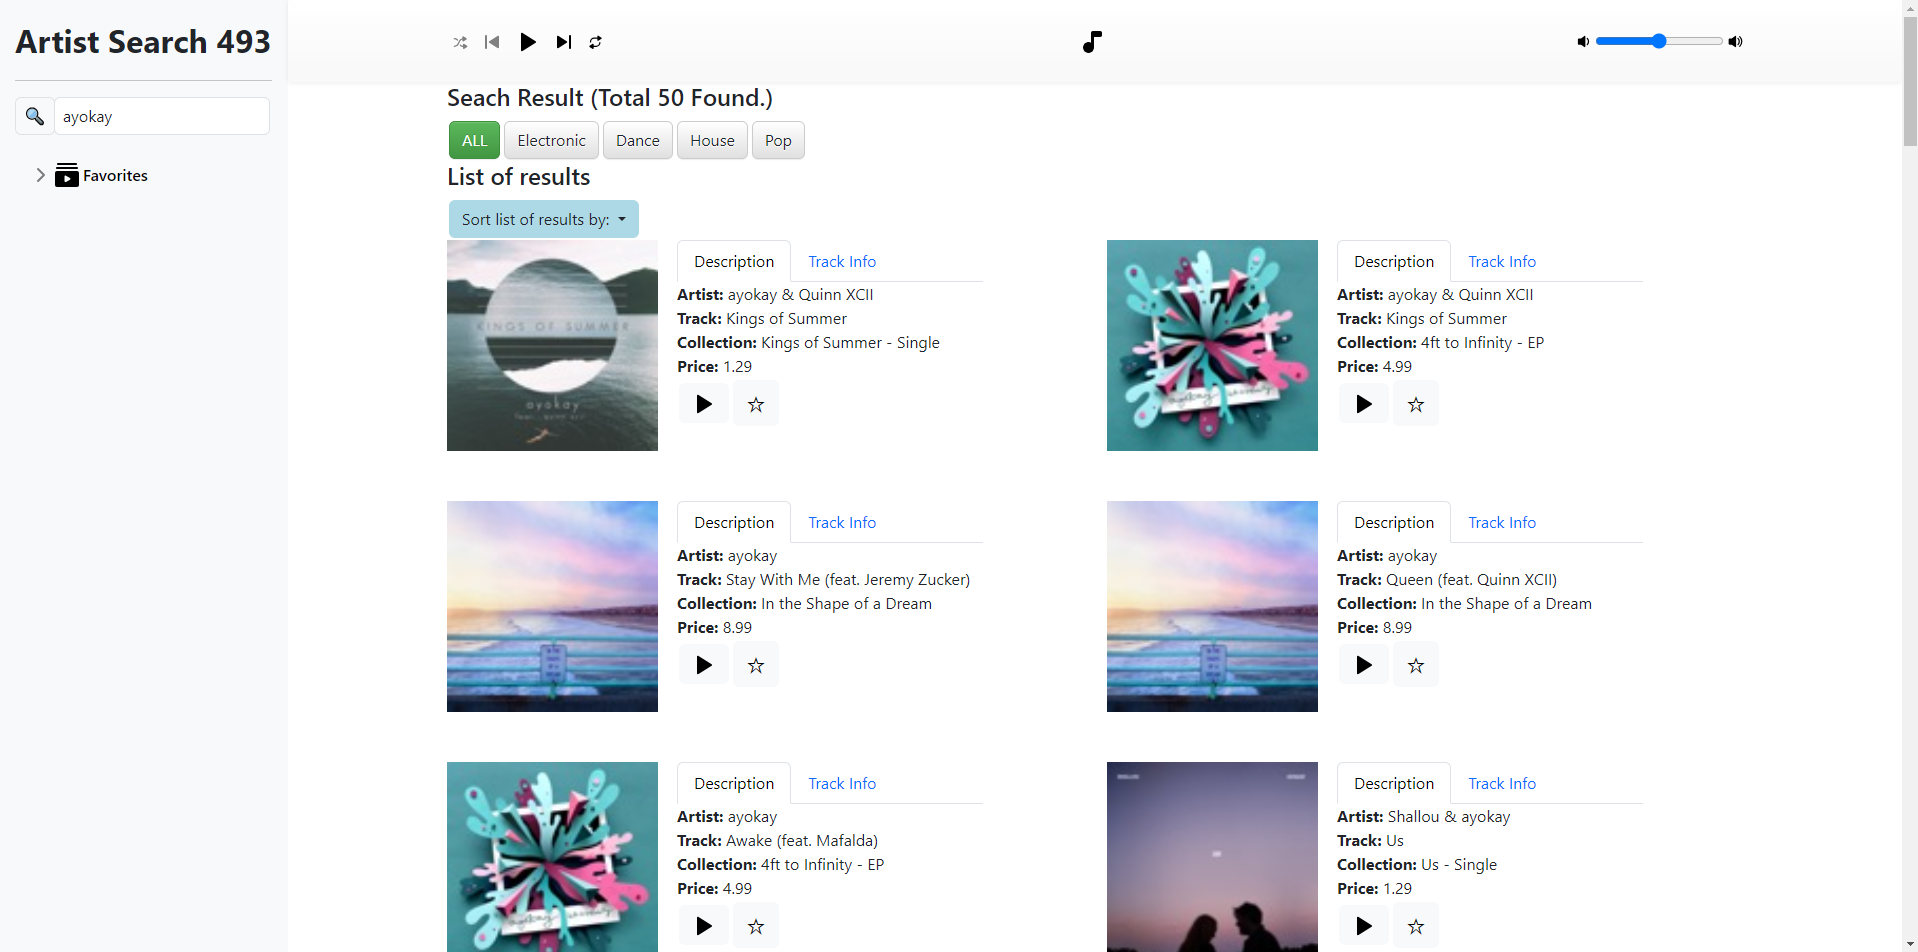 Artist Search 493
ayokay
Favorites
Seach Result (Total 50 Found.)
ALL Electronic Dance House Pop
List of results
Sort list of results by:
KINGS OF SUMMER
ayokay
Description Track Info
Artist: ayokay & Quinn XCII
Track: Kings of Summer
Collection: Kings of Summer - Single
Price: 1.29
Description Track Info
Artist: ayokay & Quinn XCII
Track: Kings of Summer
Collection: 4ft to Infinity - EP
Price: 4.99
Description Track Info
Artist: ayokay
Track: Stay With Me (feat. Jeremy Zucker)
Collection: In the Shape of a Dream
Price: 8.99
Description Track Info
Artist: ayokay
Track: Queen (feat. Quinn XCII)
Collection: In the Shape of a Dream
Price: 8.99
Description Track Info
Artist: ayokay
Track: Awake (feat. Mafalda)
Collection: 4ft to Infinity - EP
Price: 4.99
Description Track Info
Artist: Shallou & ayokay
Track: Us
Collection: Us - Single
Price: 1.29